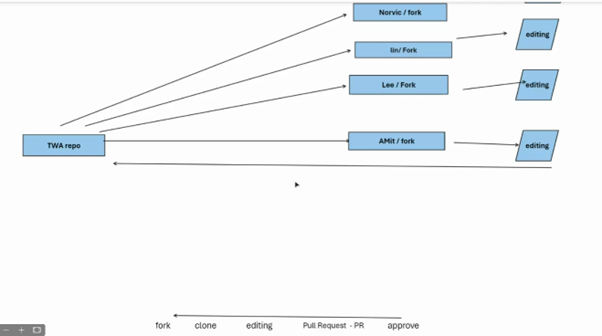 Norvic / fork
editing
lin/ Fork
Lee / Fork
editing
TWA repo
AMit / fork
editing
fork clone editing Pull Request - PR approve